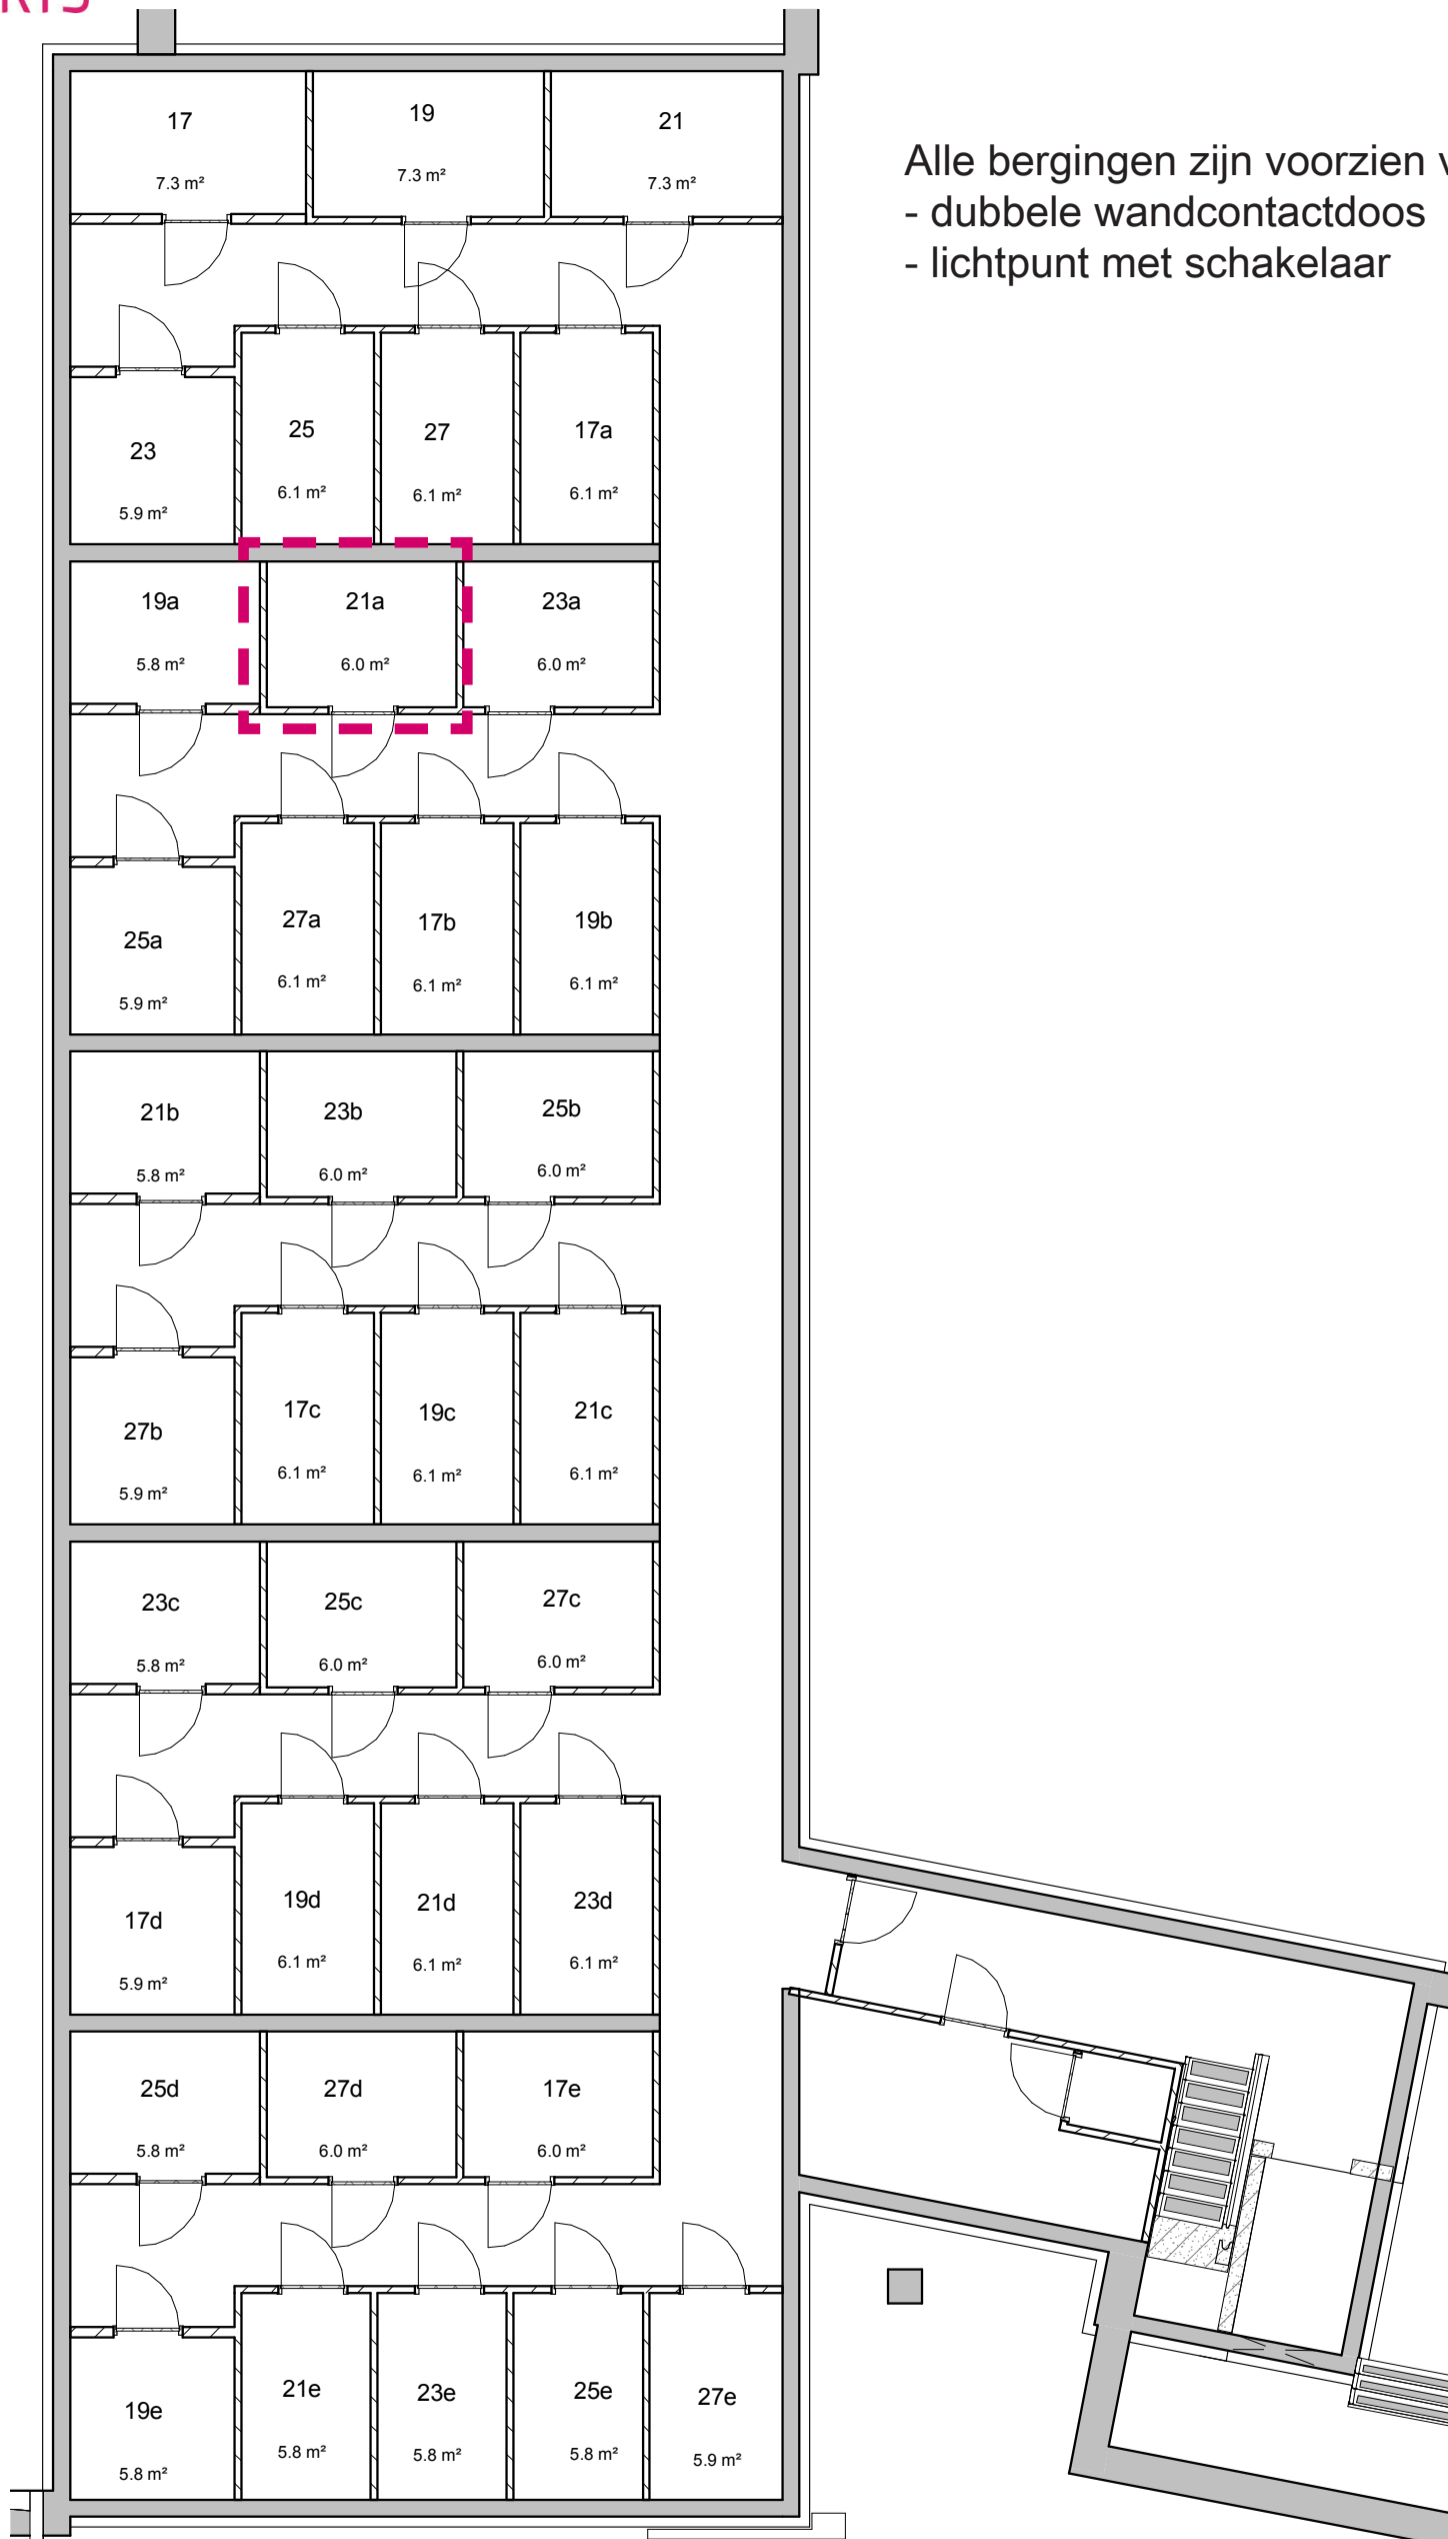 Alle bergingen zijn voorzien
- dubbele wandcontactdoos
- lichtpunt met schakelaar
17 19 21
7.3 m² 7.3 m² 7.3 m²
23 25 27 17a
5.9 m² 6.1 m² 6.1 m² 6.1 m²
19a 21a 23a
5.8 m² 6.0 m² 6.0 m²
25a 27a 17b 19b
5.9 m² 6.1 m² 6.1 m² 6.1 m²
21b 23b 25b
5.8 m² 6.0 m² 6.0 m²
27b 17c 19c 21c
5.9 m² 6.1 m² 6.1 m² 6.1 m²
23c 25c 27c
5.8 m² 6.0 m² 6.0 m²
17d 19d 21d 23d
5.9 m² 6.1 m² 6.1 m² 6.1 m²
25d 27d 17e
5.8 m² 6.0 m² 6.0 m²
19e 21e 23e 25e 27e
5.8 m² 5.8 m² 5.8 m² 5.8 m² 5.9 m²